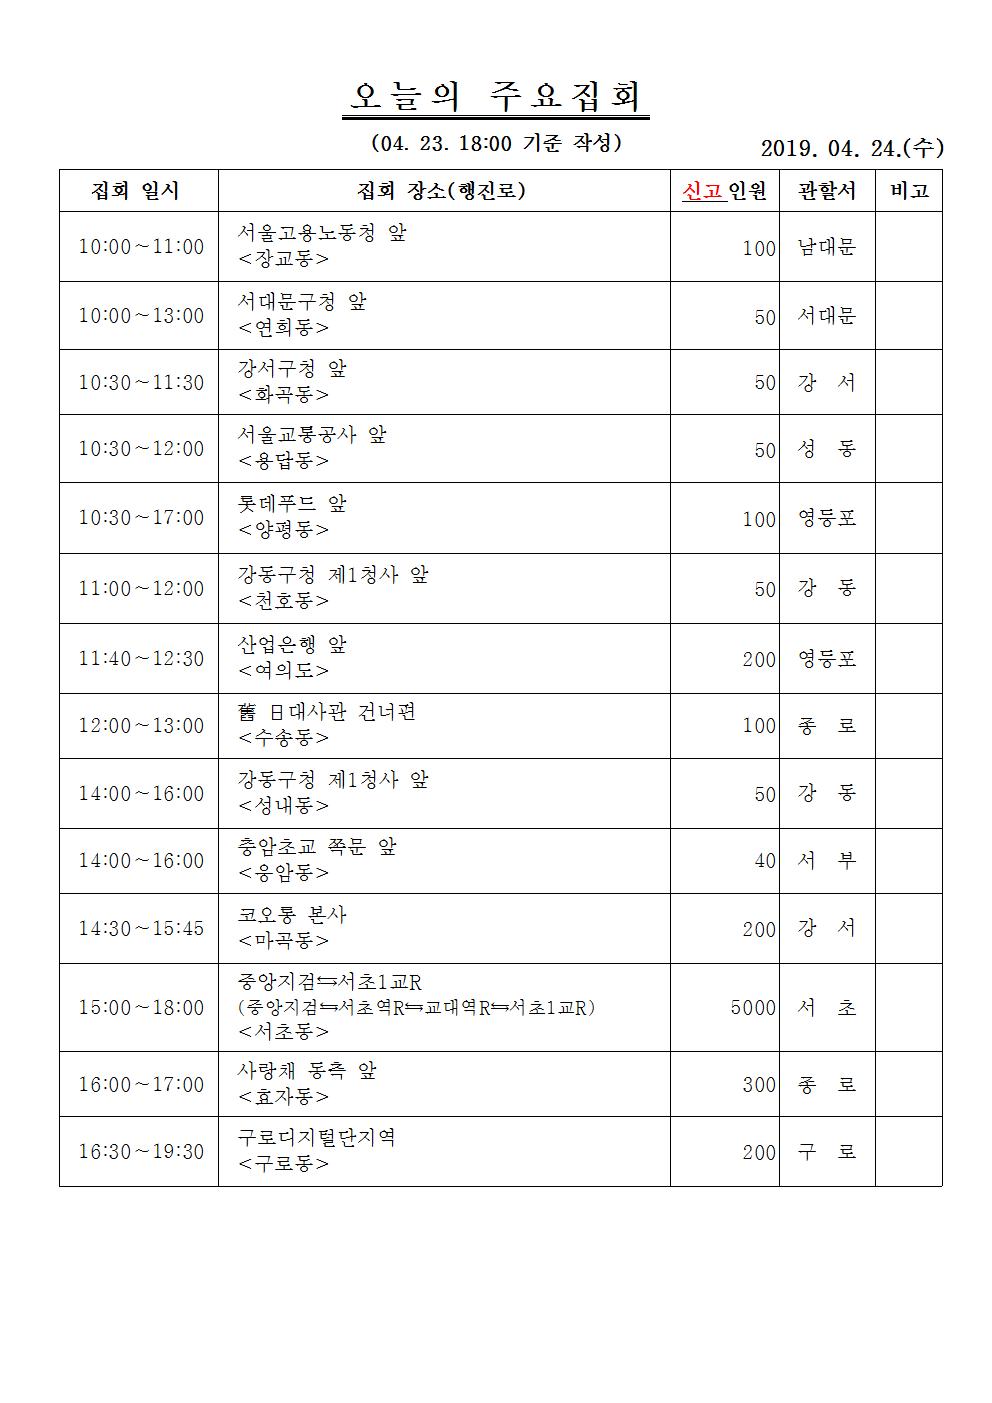 오늘의 주요집회
(04. 23. 18:00 기준 작성)
2019. 04. 24.(수)
집회 일시 집회 장소(행진로) 신고인원 관할서 비고
10:00~11:00 서울고용노동청 앞 <장교동> 100 남대문
10:00~13:00 서대문구청 앞 <연희동> 50 서대문
10:30~11:30 강서구청 앞 <화곡동> 50 강 서
10:30~12:00 서울교통공사 앞 <용답동> 50 성 동
10:30~17:00 롯데푸드 앞 <양평동> 100 영등포
11:00~12:00 강동구청 제1청사 앞 <천호동> 50 강 동
11:40~12:30 산업은행 앞 <여의도> 200 영등포
12:00~13:00 舊 日대사관 건너편 <수송동> 100 종 로
14:00~16:00 강동구청 제1청사 앞 <성내동> 50 강 동
14:00~16:00 충암초교 쪽문 앞 <응암동> 40 서 부
14:30~15:45 코오롱 본사 <마곡동> 200 강 서
15:00~18:00 중앙지검⇆서초1교R (중앙지검⇆서초역R⇆교대역R⇆서초1교R) <서초동> 5000 서 초
16:00~17:00 사랑채 동측 앞 <효자동> 300 종 로
16:30~19:30 구로디지털단지역 <구로동> 200 구 로